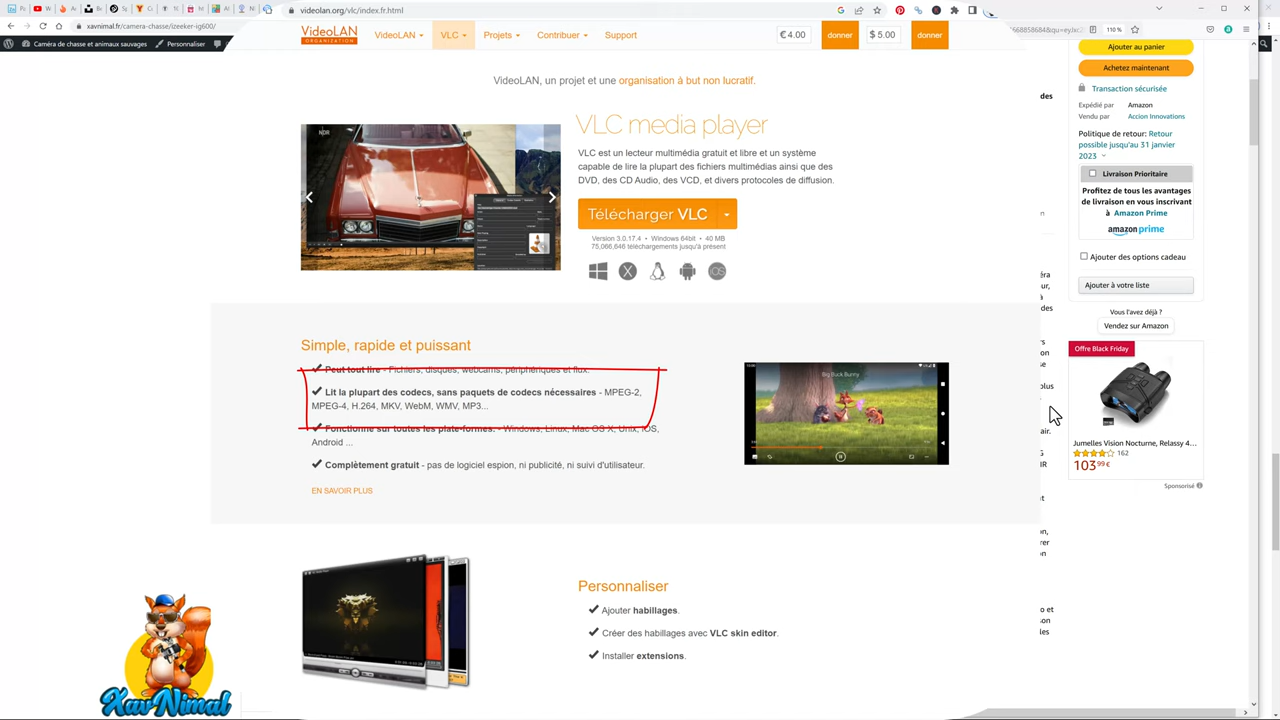 videolan.org/vlc/index.fr.html
xavnimal.fr/camera-chasse/izeeker-ig600/
110 %
Caméra de chasse et animaux sauvages
Personnaliser
VideoLAN
ORGANIZATION
VideoLAN
VLC
Projets
Contribuer
Support
€ 4.00
donner
$ 5.00
donner
VideoLAN, un projet et une organisation à but non lucratif.
NDR
VLC media player
VLC est un lecteur multimédia gratuit et libre et un système
capable de lire la plupart des fichiers multimédias ainsi que des
DVD, des CD Audio, des VCD, et divers protocoles de diffusion.
Télécharger VLC
Version 3.0.17.4 • Windows 64bit • 40 MB
75,066,646 téléchargements jusqu'à présent
iOS
Simple, rapide et puissant
Peut tout lire - Fichiers, disques, webcams, périphériques et flux.
Lit la plupart des codecs, sans paquets de codecs nécessaires - MPEG-2,
MPEG-4, H.264, MKV, WebM, WMV, MP3...
Fonctionne sur toutes les plate-formes. - Windows, Linux, Mac OS X, Unix, iOS,
Android ...
Complètement gratuit - pas de logiciel espion, ni publicité, ni suivi d'utilisateur.
EN SAVOIR PLUS
Big Buck Bunny
Personnaliser
Ajouter habillages.
Créer des habillages avec VLC skin editor.
Installer extensions.
XavNimal
Ajouter au panier
Achetez maintenant
Transaction sécurisée
Expédié par Amazon
Vendu par Accion Innovations
Politique de retour: Retour
possible jusqu'au 31 janvier
2023
Livraison Prioritaire
Profitez de tous les avantages
de livraison en vous inscrivant
à Amazon Prime
amazon prime
Ajouter des options cadeau
Ajouter à votre liste
Vous l'avez déjà ?
Vendez sur Amazon
Offre Black Friday
Jumelles Vision Nocturne, Relassy 4...
162
103,99 €
Sponsorisé
des
plus